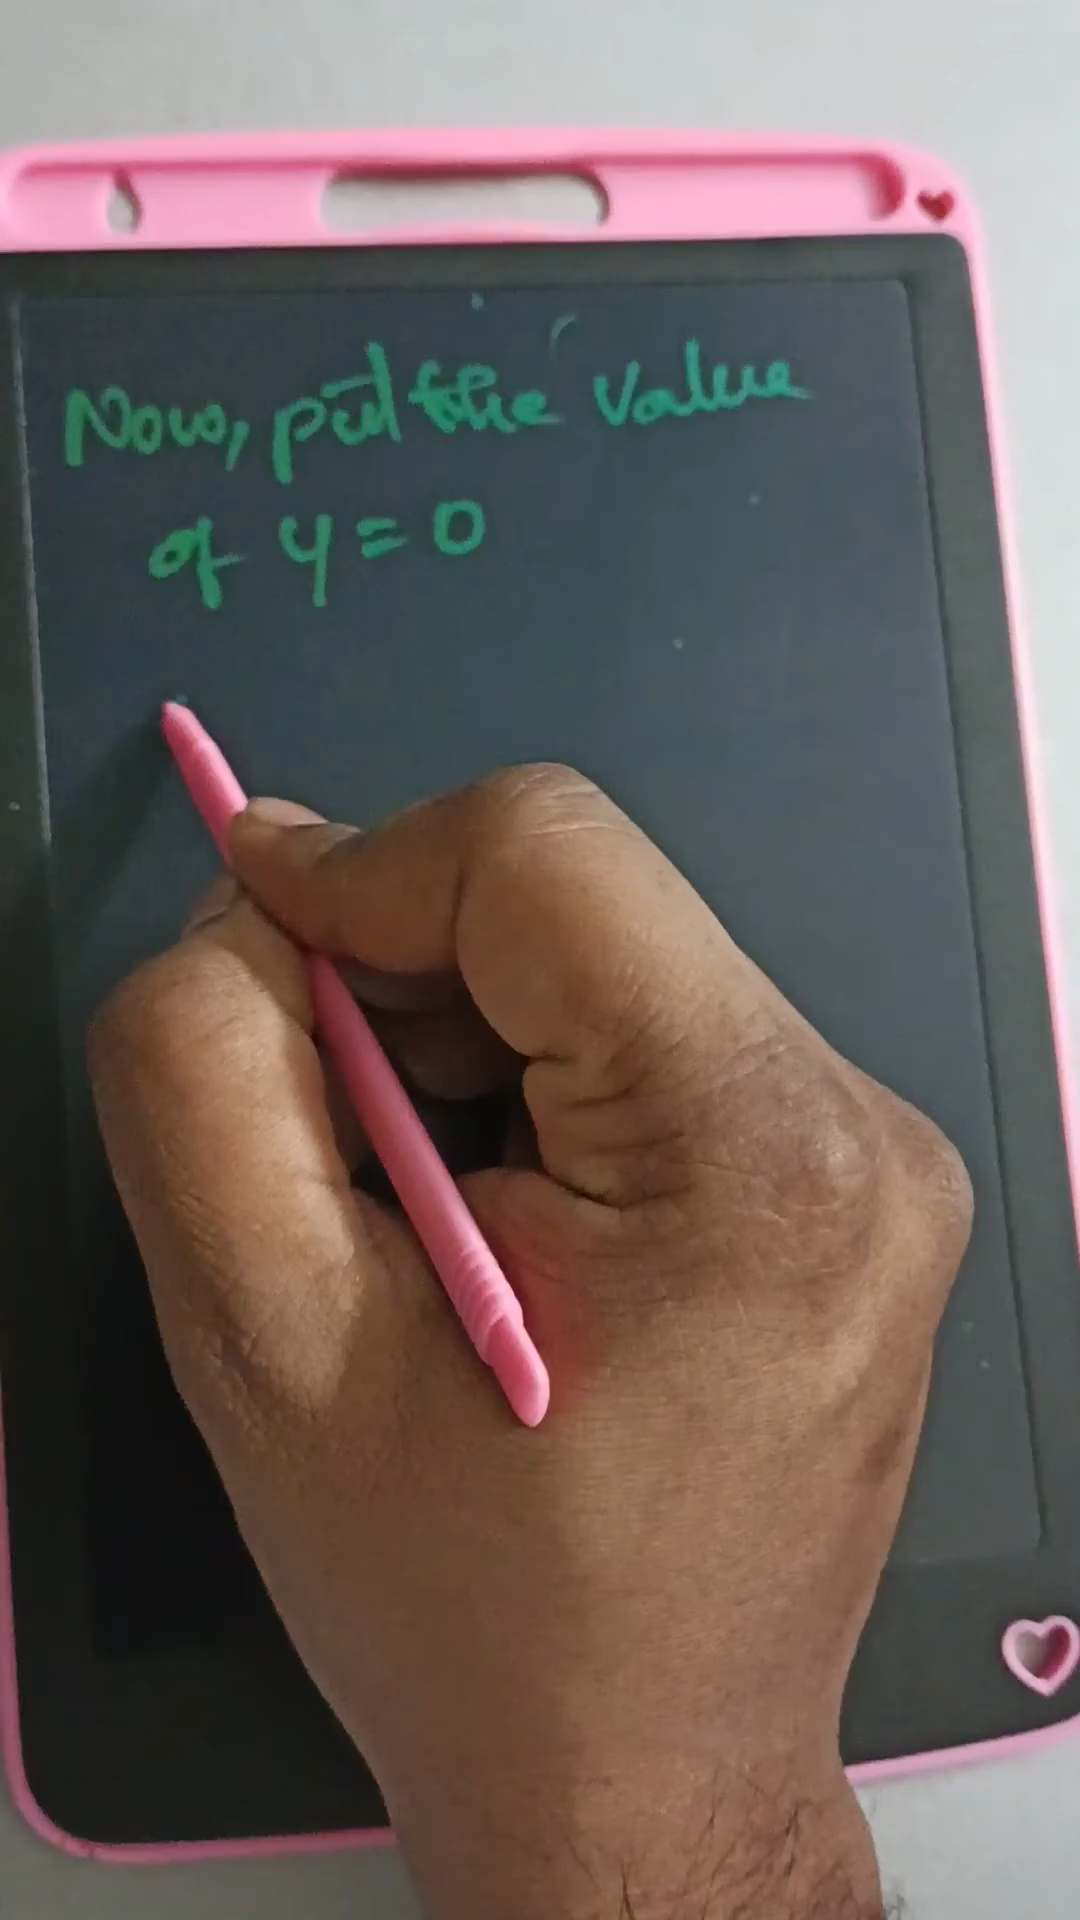 Now, put the value
of y = 0